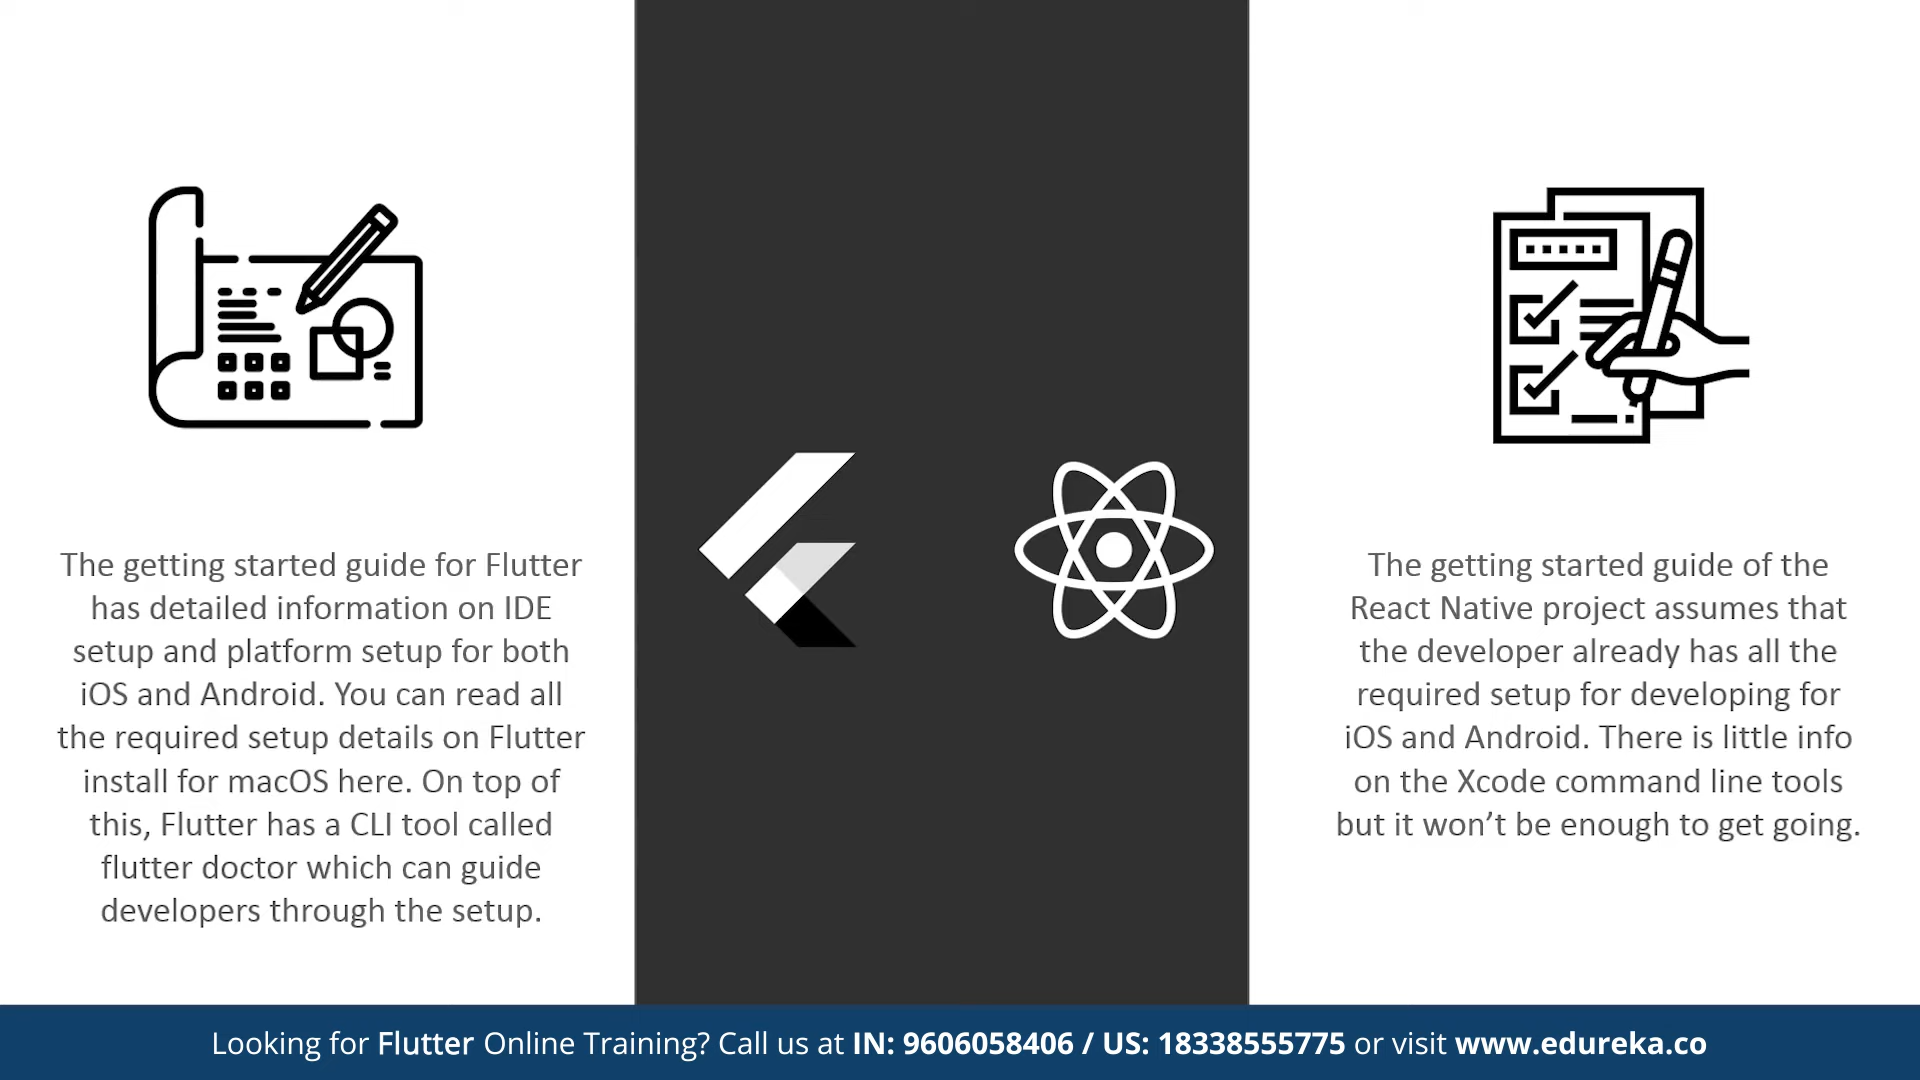 The getting started guide for Flutter
has detailed information on IDE
setup and platform setup for both
iOS and Android. You can read all
the required setup details on Flutter
install for macOS here. On top of
this, Flutter has a CLI tool called
flutter doctor which can guide
developers through the setup.
The getting started guide of the
React Native project assumes that
the developer already has all the
required setup for developing for
iOS and Android. There is little info
on the Xcode command line tools
but it won’t be enough to get going.
Looking for Flutter Online Training? Call us at IN: 9606058406 / US: 18338555775 or visit www.edureka.co